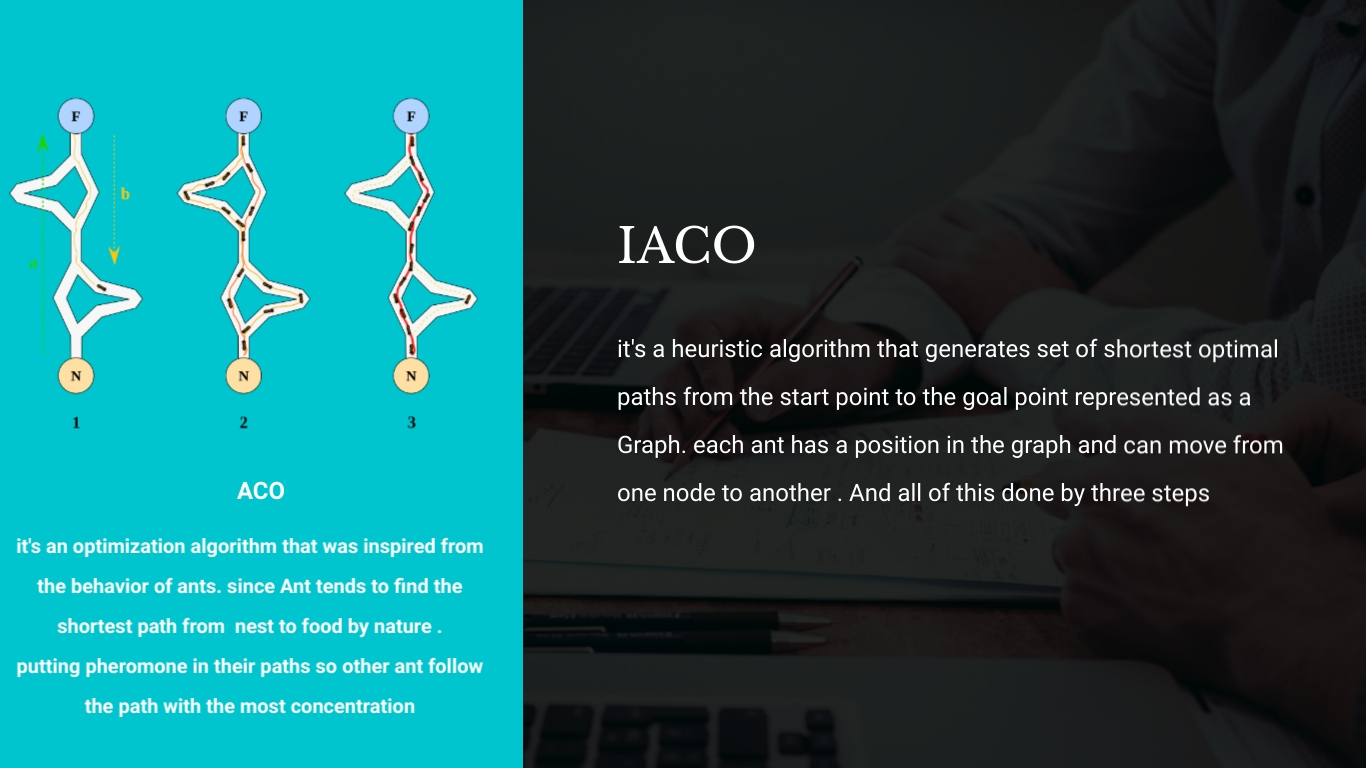 F
F
F
b
a
N
N
N
1
2
3
ACO
it's an optimization algorithm that was inspired from
the behavior of ants. since Ant tends to find the
shortest path from  nest to food by nature .
putting pheromone in their paths so other ant follow
the path with the most concentration
IACO
it's a heuristic algorithm that generates set of shortest optimal
paths from the start point to the goal point represented as a
Graph. each ant has a position in the graph and can move from
one node to another . And all of this done by three steps